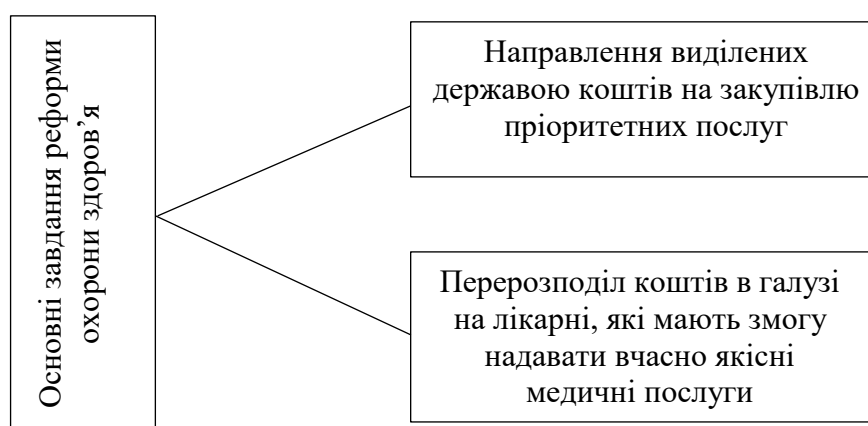 Основні завдання реформи
охорони здоров’я
Направлення виділених
державою коштів на закупівлю
пріоритетних послуг
Перерозподіл коштів в галузі
на лікарні, які мають змогу
надавати вчасно якісні
медичні послуги